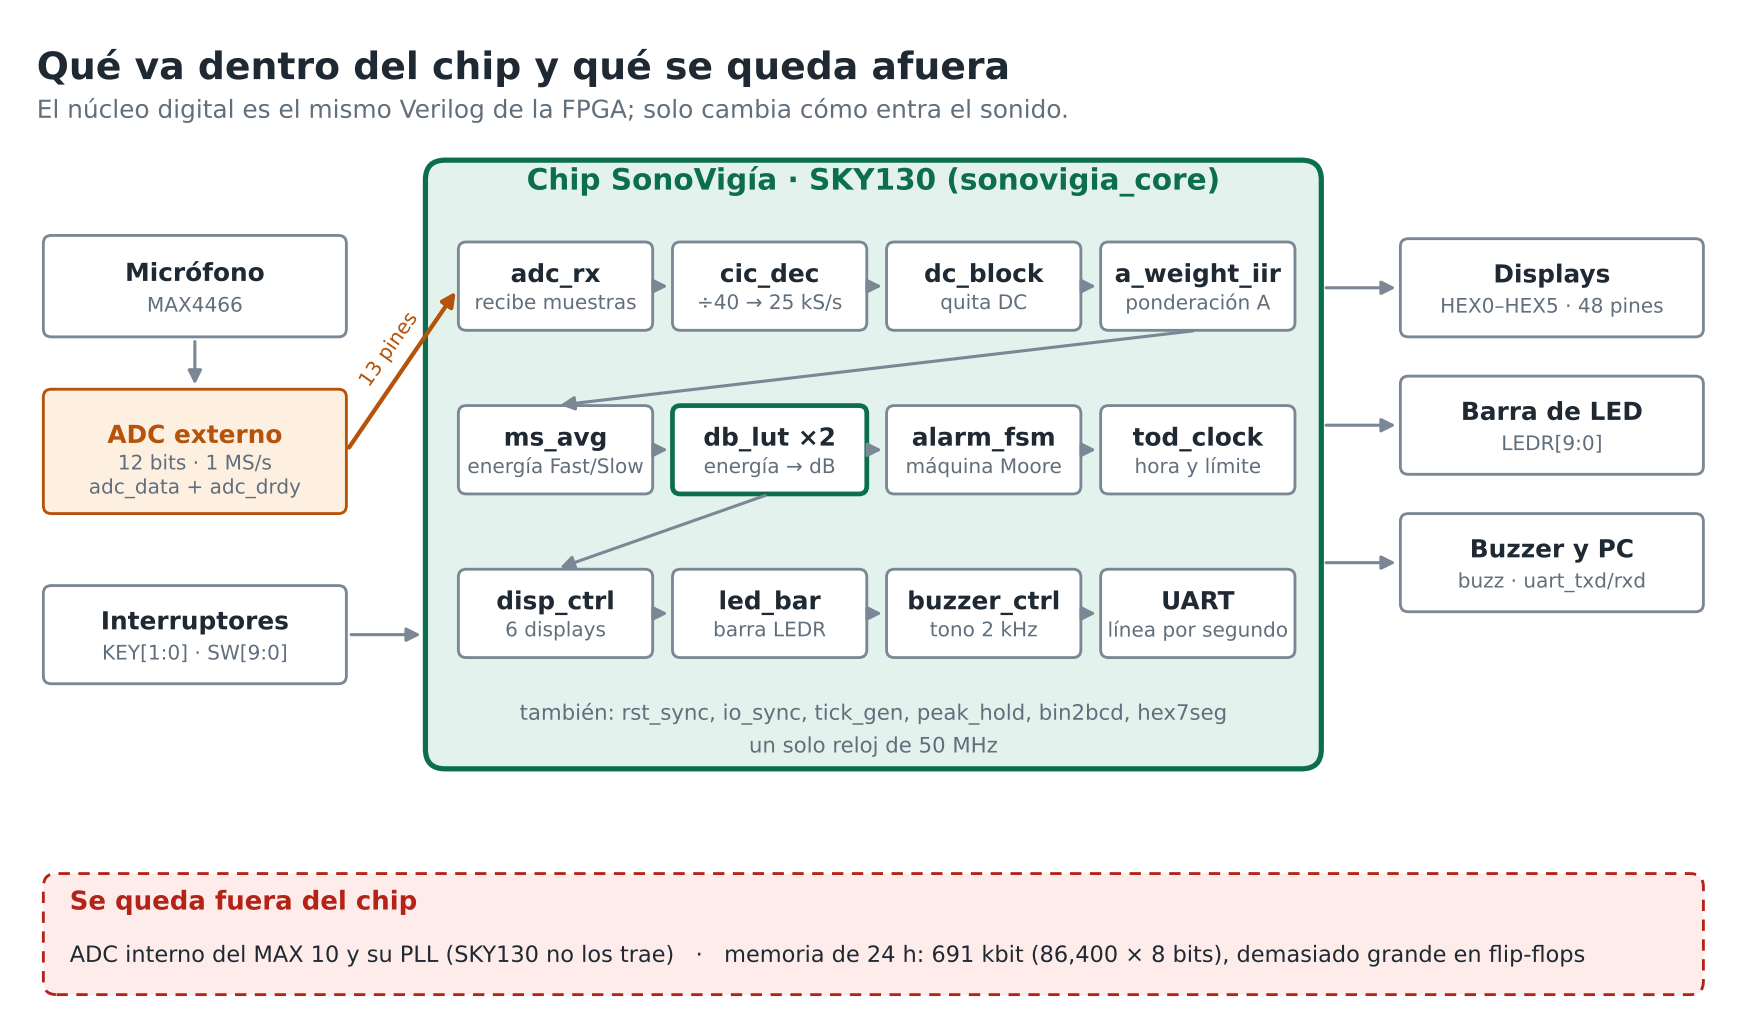 Qué va dentro del chip y qué se queda afuera
El núcleo digital es el mismo Verilog de la FPGA; solo cambia cómo entra el sonido.
Chip SonoVigía · SKY130 (sonovigia_core)
Micrófono
MAX4466
ADC externo
12 bits · 1 MS/s
adc_data + adc_drdy
13 pines
Interruptores
KEY[1:0] · SW[9:0]
adc_rx
recibe muestras
cic_dec
÷40 → 25 kS/s
dc_block
quita DC
a_weight_iir
ponderación A
ms_avg
energía Fast/Slow
db_lut ×2
energía → dB
alarm_fsm
máquina Moore
tod_clock
hora y límite
disp_ctrl
6 displays
led_bar
barra LEDR
buzzer_ctrl
tono 2 kHz
UART
línea por segundo
también: rst_sync, io_sync, tick_gen, peak_hold, bin2bcd, hex7seg
un solo reloj de 50 MHz
Displays
HEX0–HEX5 · 48 pines
Barra de LED
LEDR[9:0]
Buzzer y PC
buzz · uart_txd/rxd
Se queda fuera del chip
ADC interno del MAX 10 y su PLL (SKY130 no los trae) · memoria de 24 h: 691 kbit (86,400 × 8 bits), demasiado grande en flip-flops